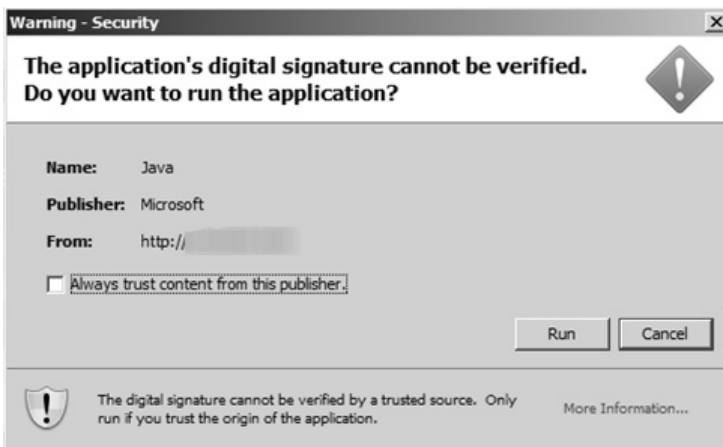 Warning - Security
The application's digital signature cannot be verified.
Do you want to run the application?
Name: Java
Publisher: Microsoft
From: http://
Always trust content from this publisher.
Run Cancel
The digital signature cannot be verified by a trusted source. Only
run if you trust the origin of the application.
More Information...